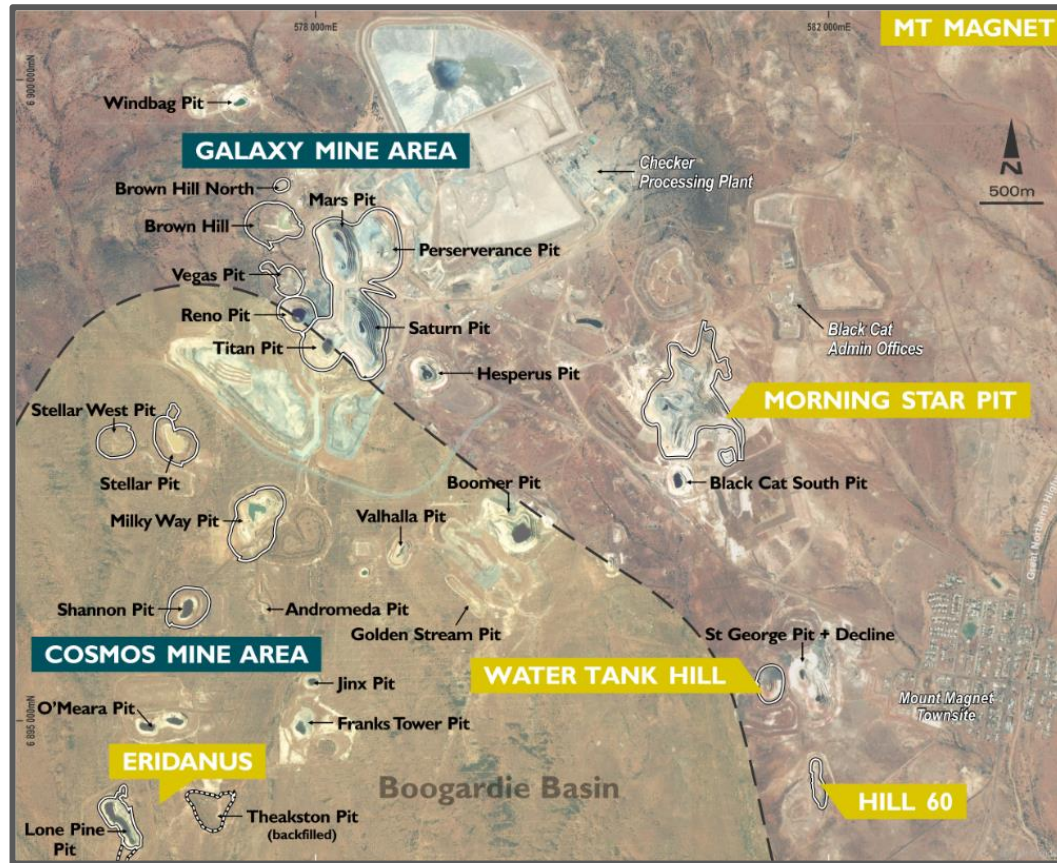 578 000mE
582 000mE
MT MAGNET
6 900 000mN
Windbag Pit
GALAXY MINE AREA
Checker
Processing Plant
N
500m
Brown Hill North
Mars Pit
Brown Hill
Perserverance Pit
Vegas Pit
Reno Pit
Saturn Pit
Titan Pit
Black Cat
Admin Offices
Hesperus Pit
MORNING STAR PIT
Stellar West Pit
Stellar Pit
Boomer Pit
Black Cat South Pit
Milky Way Pit
Valhalla Pit
Great Northern Hi
Shannon Pit
Andromeda Pit
Golden Stream Pit
St George Pit + Decline
COSMOS MINE AREA
WATER TANK HILL
Jinx Pit
O'Meara Pit
Franks Tower Pit
Mount Magnet
Townsite
6 895 000mN
ERIDANUS
Boogardie Basin
HILL 60
Theakston Pit
(backfilled)
Lone Pine
Pit